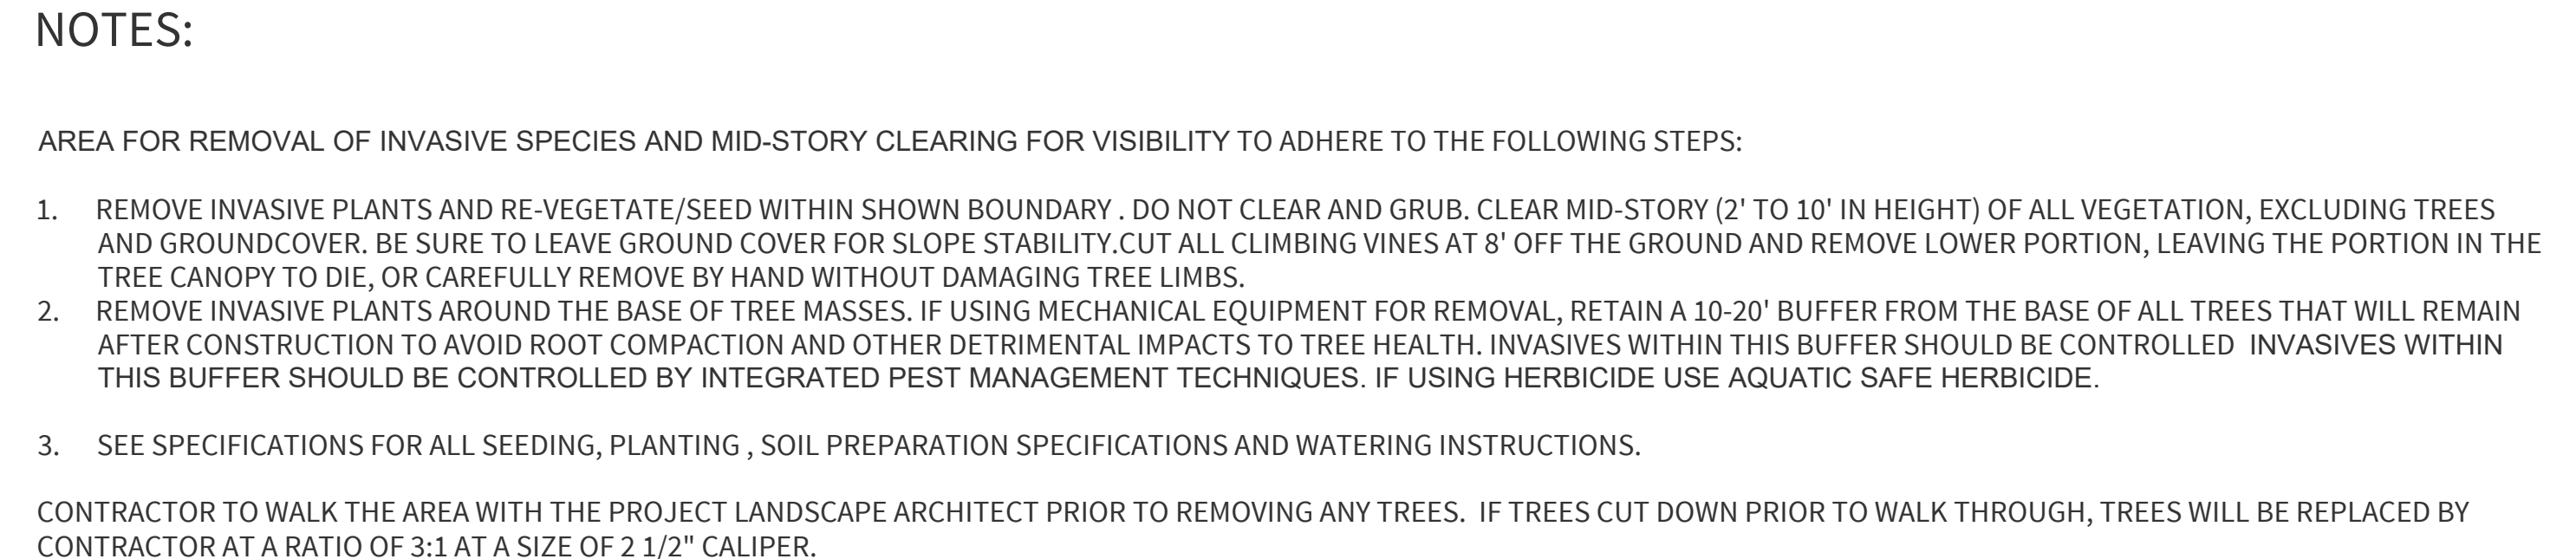 NOTES:
AREA FOR REMOVAL OF INVASIVE SPECIES AND MID-STORY CLEARING FOR VISIBILITY TO ADHERE TO THE FOLLOWING STEPS:
1. REMOVE INVASIVE PLANTS AND RE-VEGETATE/SEED WITHIN SHOWN BOUNDARY . DO NOT CLEAR AND GRUB. CLEAR MID-STORY (2' TO 10' IN HEIGHT) OF ALL VEGETATION, EXCLUDING TREES
AND GROUNDCOVER. BE SURE TO LEAVE GROUND COVER FOR SLOPE STABILITY.CUT ALL CLIMBING VINES AT 8' OFF THE GROUND AND REMOVE LOWER PORTION, LEAVING THE PORTION IN THE
TREE CANOPY TO DIE, OR CAREFULLY REMOVE BY HAND WITHOUT DAMAGING TREE LIMBS.
2. REMOVE INVASIVE PLANTS AROUND THE BASE OF TREE MASSES. IF USING MECHANICAL EQUIPMENT FOR REMOVAL, RETAIN A 10-20' BUFFER FROM THE BASE OF ALL TREES THAT WILL REMAIN
AFTER CONSTRUCTION TO AVOID ROOT COMPACTION AND OTHER DETRIMENTAL IMPACTS TO TREE HEALTH. INVASIVES WITHIN THIS BUFFER SHOULD BE CONTROLLED INVASIVES WITHIN
THIS BUFFER SHOULD BE CONTROLLED BY INTEGRATED PEST MANAGEMENT TECHNIQUES. IF USING HERBICIDE USE AQUATIC SAFE HERBICIDE.
3. SEE SPECIFICATIONS FOR ALL SEEDING, PLANTING , SOIL PREPARATION SPECIFICATIONS AND WATERING INSTRUCTIONS.
CONTRACTOR TO WALK THE AREA WITH THE PROJECT LANDSCAPE ARCHITECT PRIOR TO REMOVING ANY TREES. IF TREES CUT DOWN PRIOR TO WALK THROUGH, TREES WILL BE REPLACED BY
CONTRACTOR AT A RATIO OF 3:1 AT A SIZE OF 2 1/2" CALIPER.